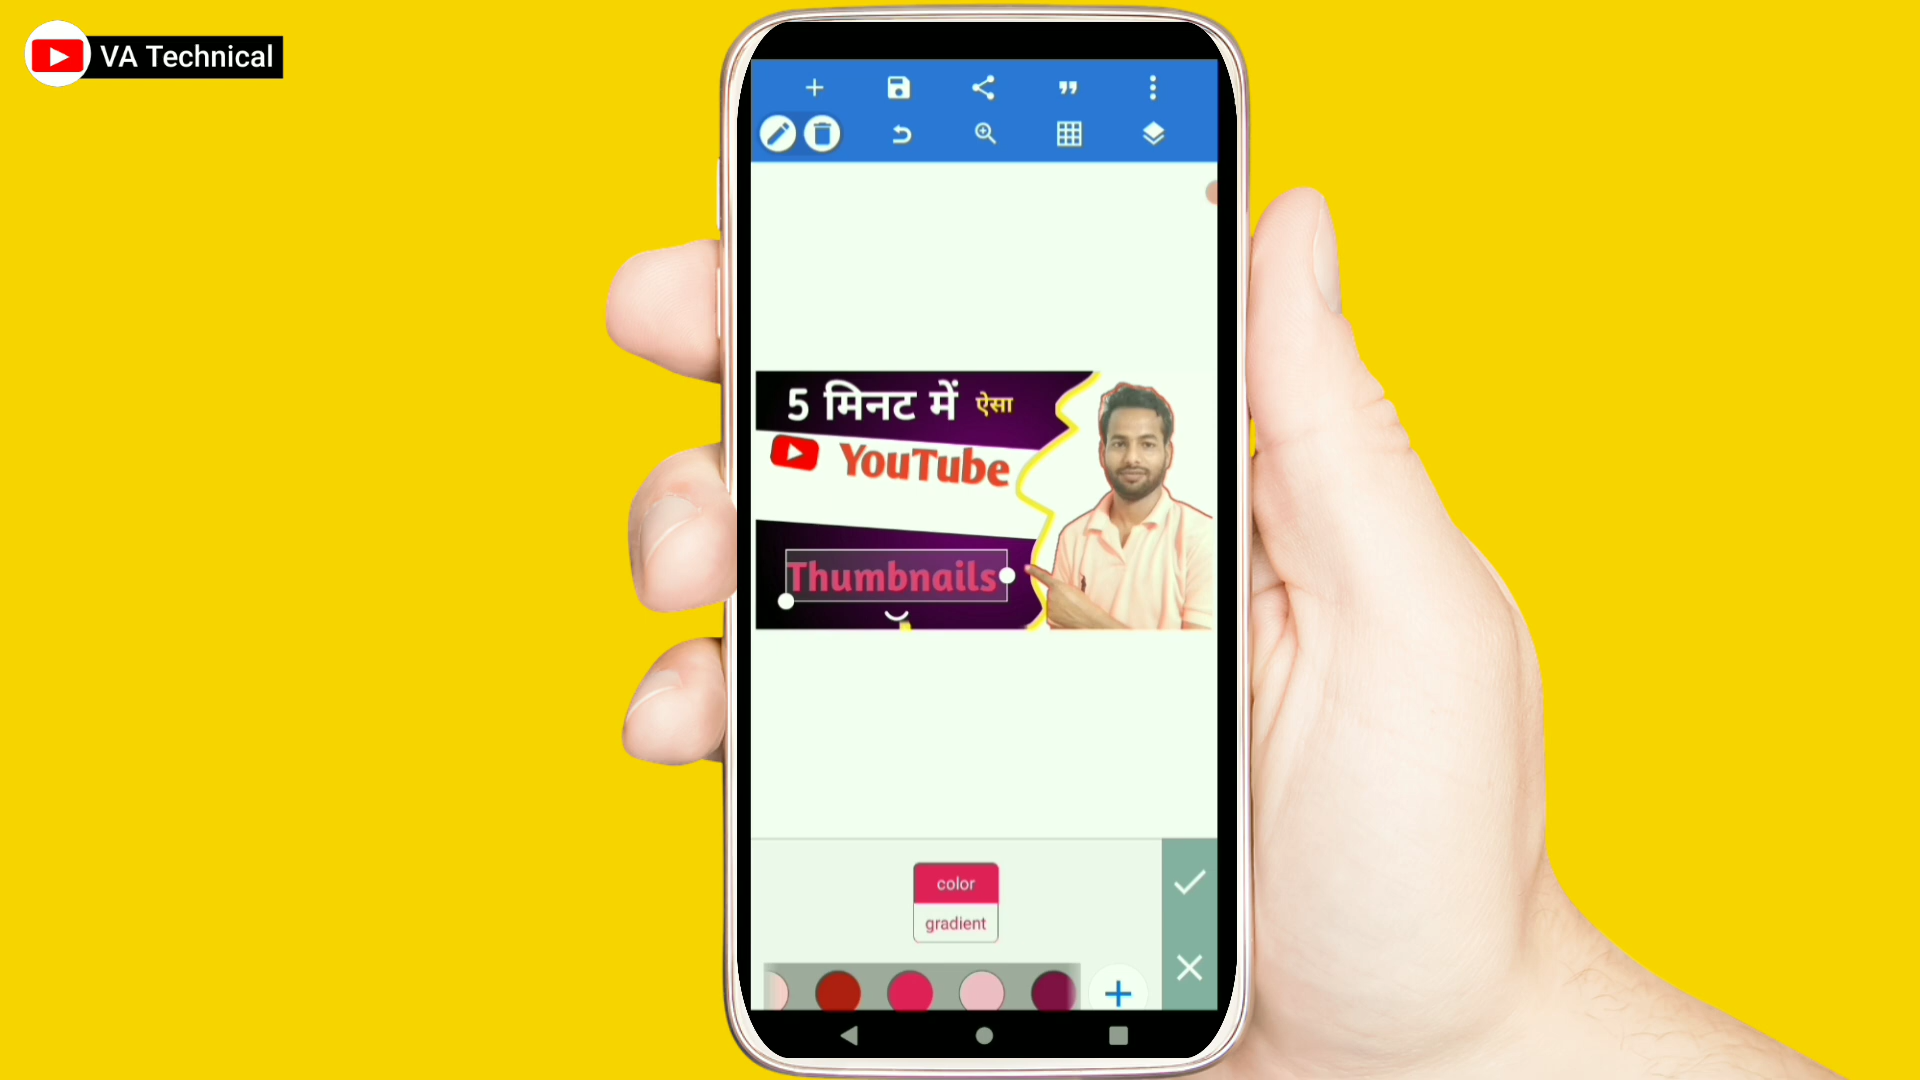 VA Technical
5 मिनट में ऐसा
YouTube
Thumbnails
color
gradient